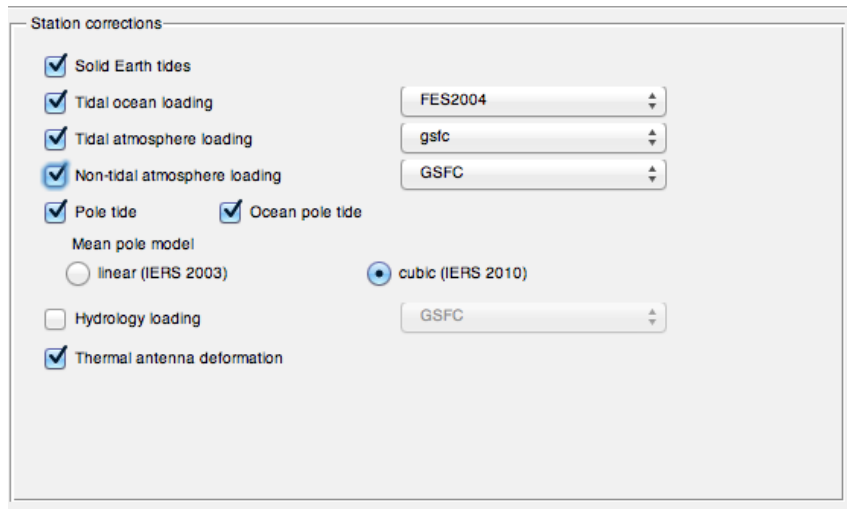 Station corrections
Solid Earth tides
Tidal ocean loading FES2004
Tidal atmosphere loading gsfc
Non-tidal atmosphere loading GSFC
Pole tide Ocean pole tide
Mean pole model
linear (IERS 2003) cubic (IERS 2010)
Hydrology loading GSFC
Thermal antenna deformation